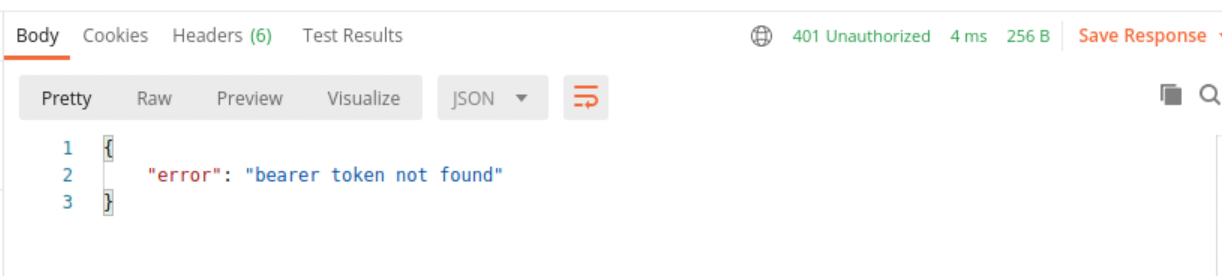 Body Cookies Headers (6) Test Results 401 Unauthorized 4 ms 256 B Save Response
Pretty Raw Preview Visualize JSON
1 {
2 "error": "bearer token not found"
3 }